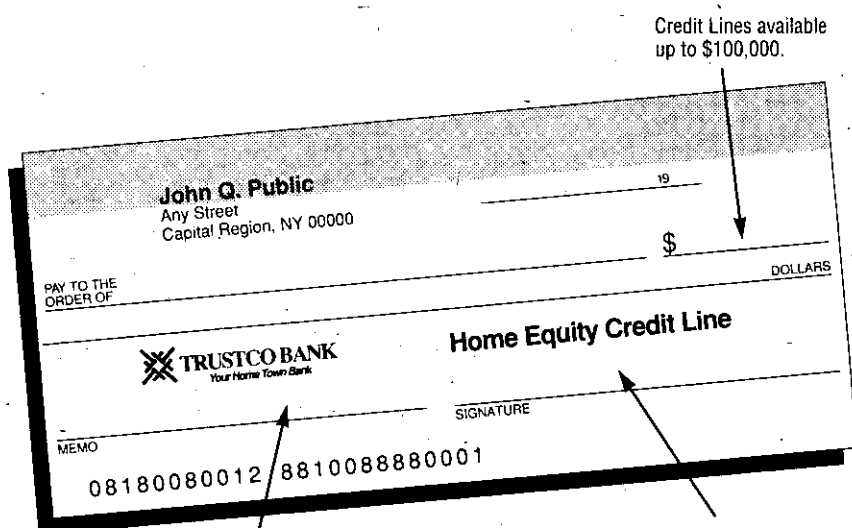 Credit Lines available
up to $100,000.
John Q. Public
Any Street
Capital Region, NY 00000
19
PAY TO THE
ORDER OF
$
DOLLARS
TRUSTCO BANK
Your Home Town Bank
Home Equity Credit Line
MEMO
SIGNATURE
08180080012 8810088880001